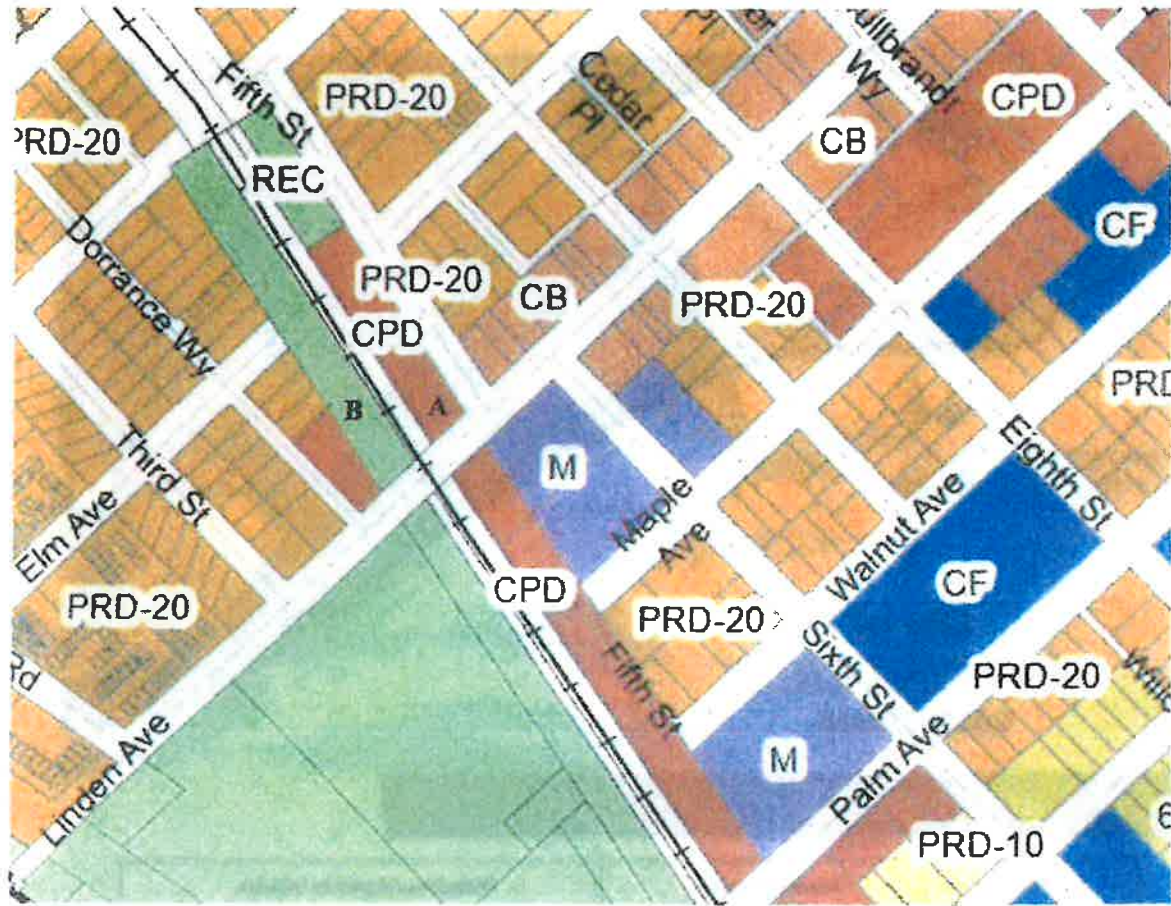 Fifth St
PRD-20
Cedar
Pl
Wy
CPD
PRD-20
CB
REC
CF
Dorrance Wy
PRD-20
CB
PRD-20
CPD
B
A
PRD
Third St
M
Maple
Ave
Walnut Ave
Eighth St
Elm Ave
PRD-20
CPD
CF
PRD-20
Sixth St
PRD-20
Rd
Fifth St
Linden Ave
M
Palm Ave
PRD-10
6